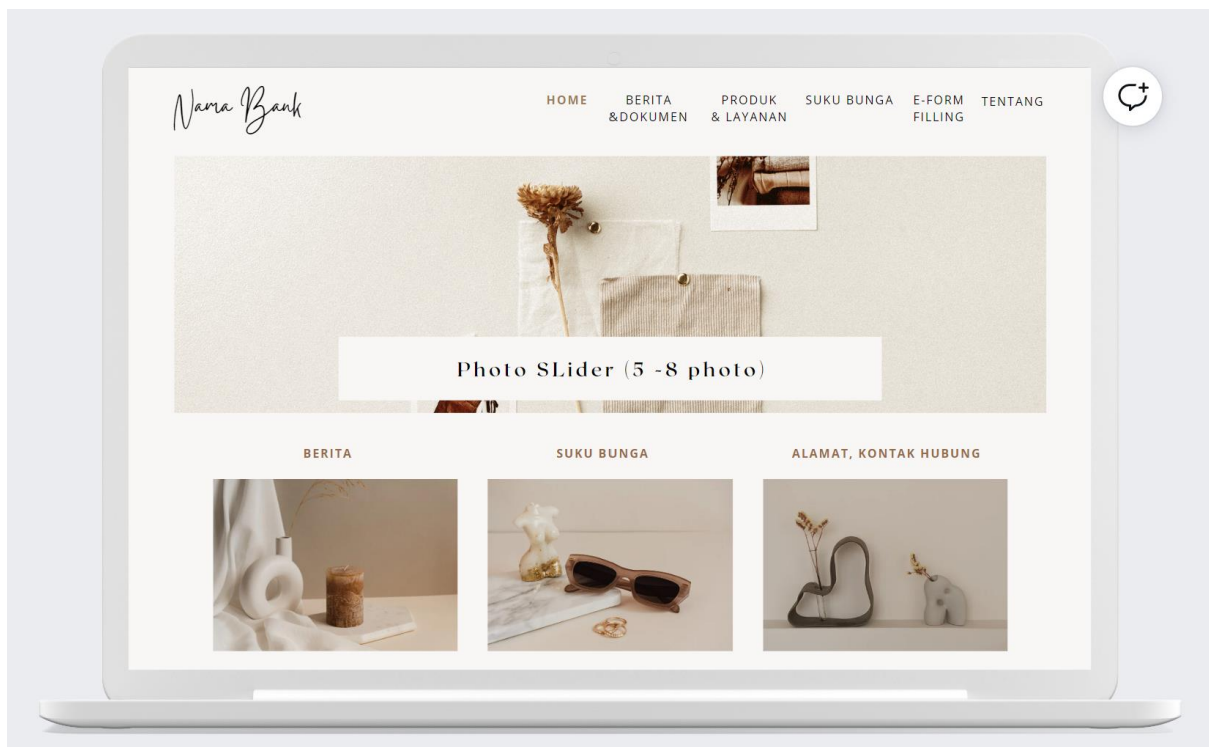 Nama Bank
HOME
BERITA
&DOKUMEN
PRODUK
& LAYANAN
SUKU BUNGA
E-FORM
FILLING
TENTANG
Photo SLider (5 -8 photo)
BERITA
SUKU BUNGA
ALAMAT, KONTAK HUBUNG